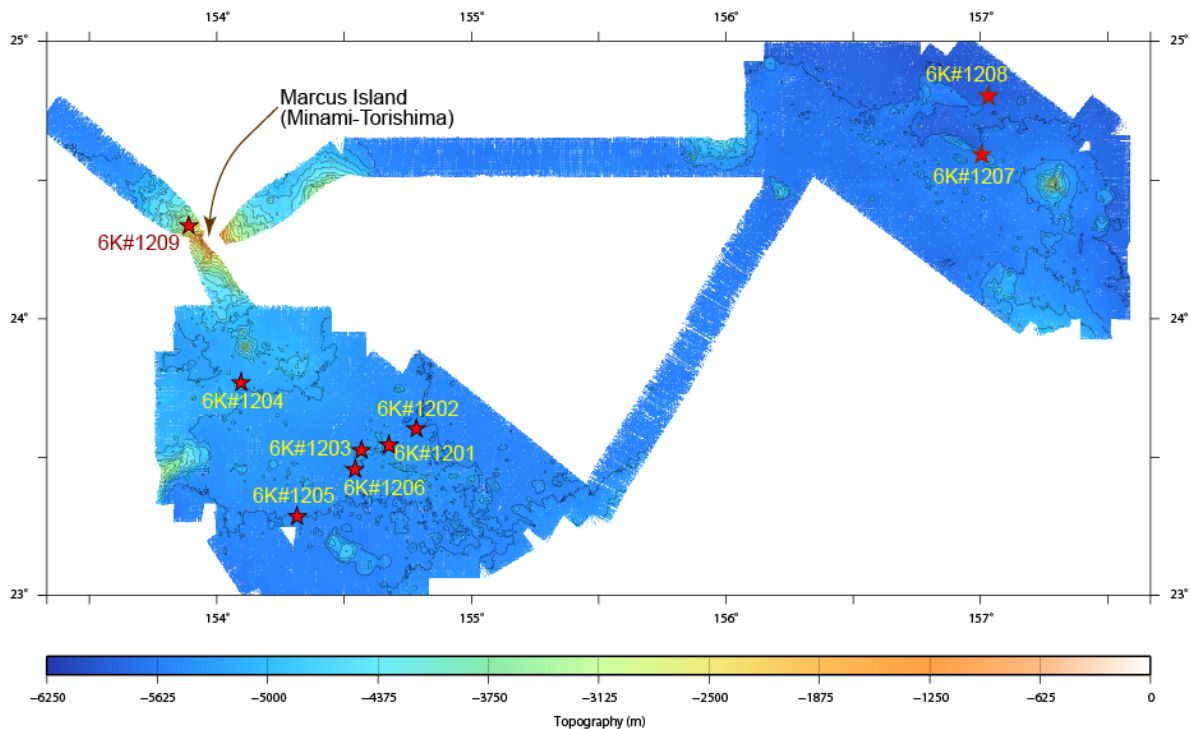 154° 155° 156° 157°
25° 25°
6K#1208
Marcus Island
(Minami-Torishima)
6K#1207
6K#1209
24° 24°
6K#1204
6K#1202
6K#1203 6K#1201
6K#1206
6K#1205
23° 23°
154° 155° 156° 157°
−6250 −5625 −5000 −4375 −3750 −3125 −2500 −1875 −1250 −625 0
Topography (m)